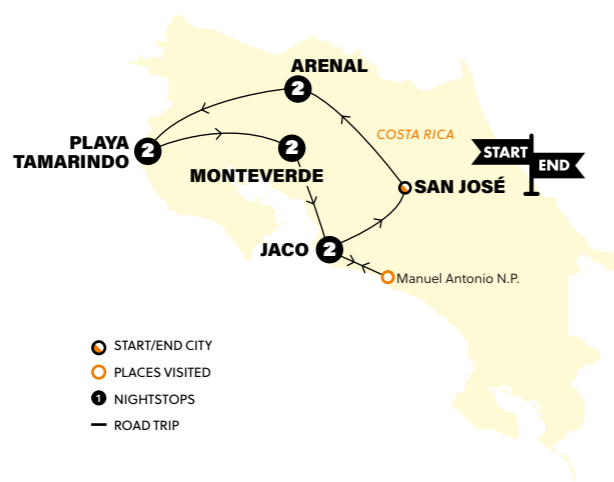 ARENAL
2
COSTA RICA
PLAYA
TAMARINDO
2
2
MONTEVERDE
START
END
SAN JOSÉ
JACO
2
Manuel Antonio N.P.
START/END CITY
PLACES VISITED
1 NIGHTSTOPS
ROAD TRIP